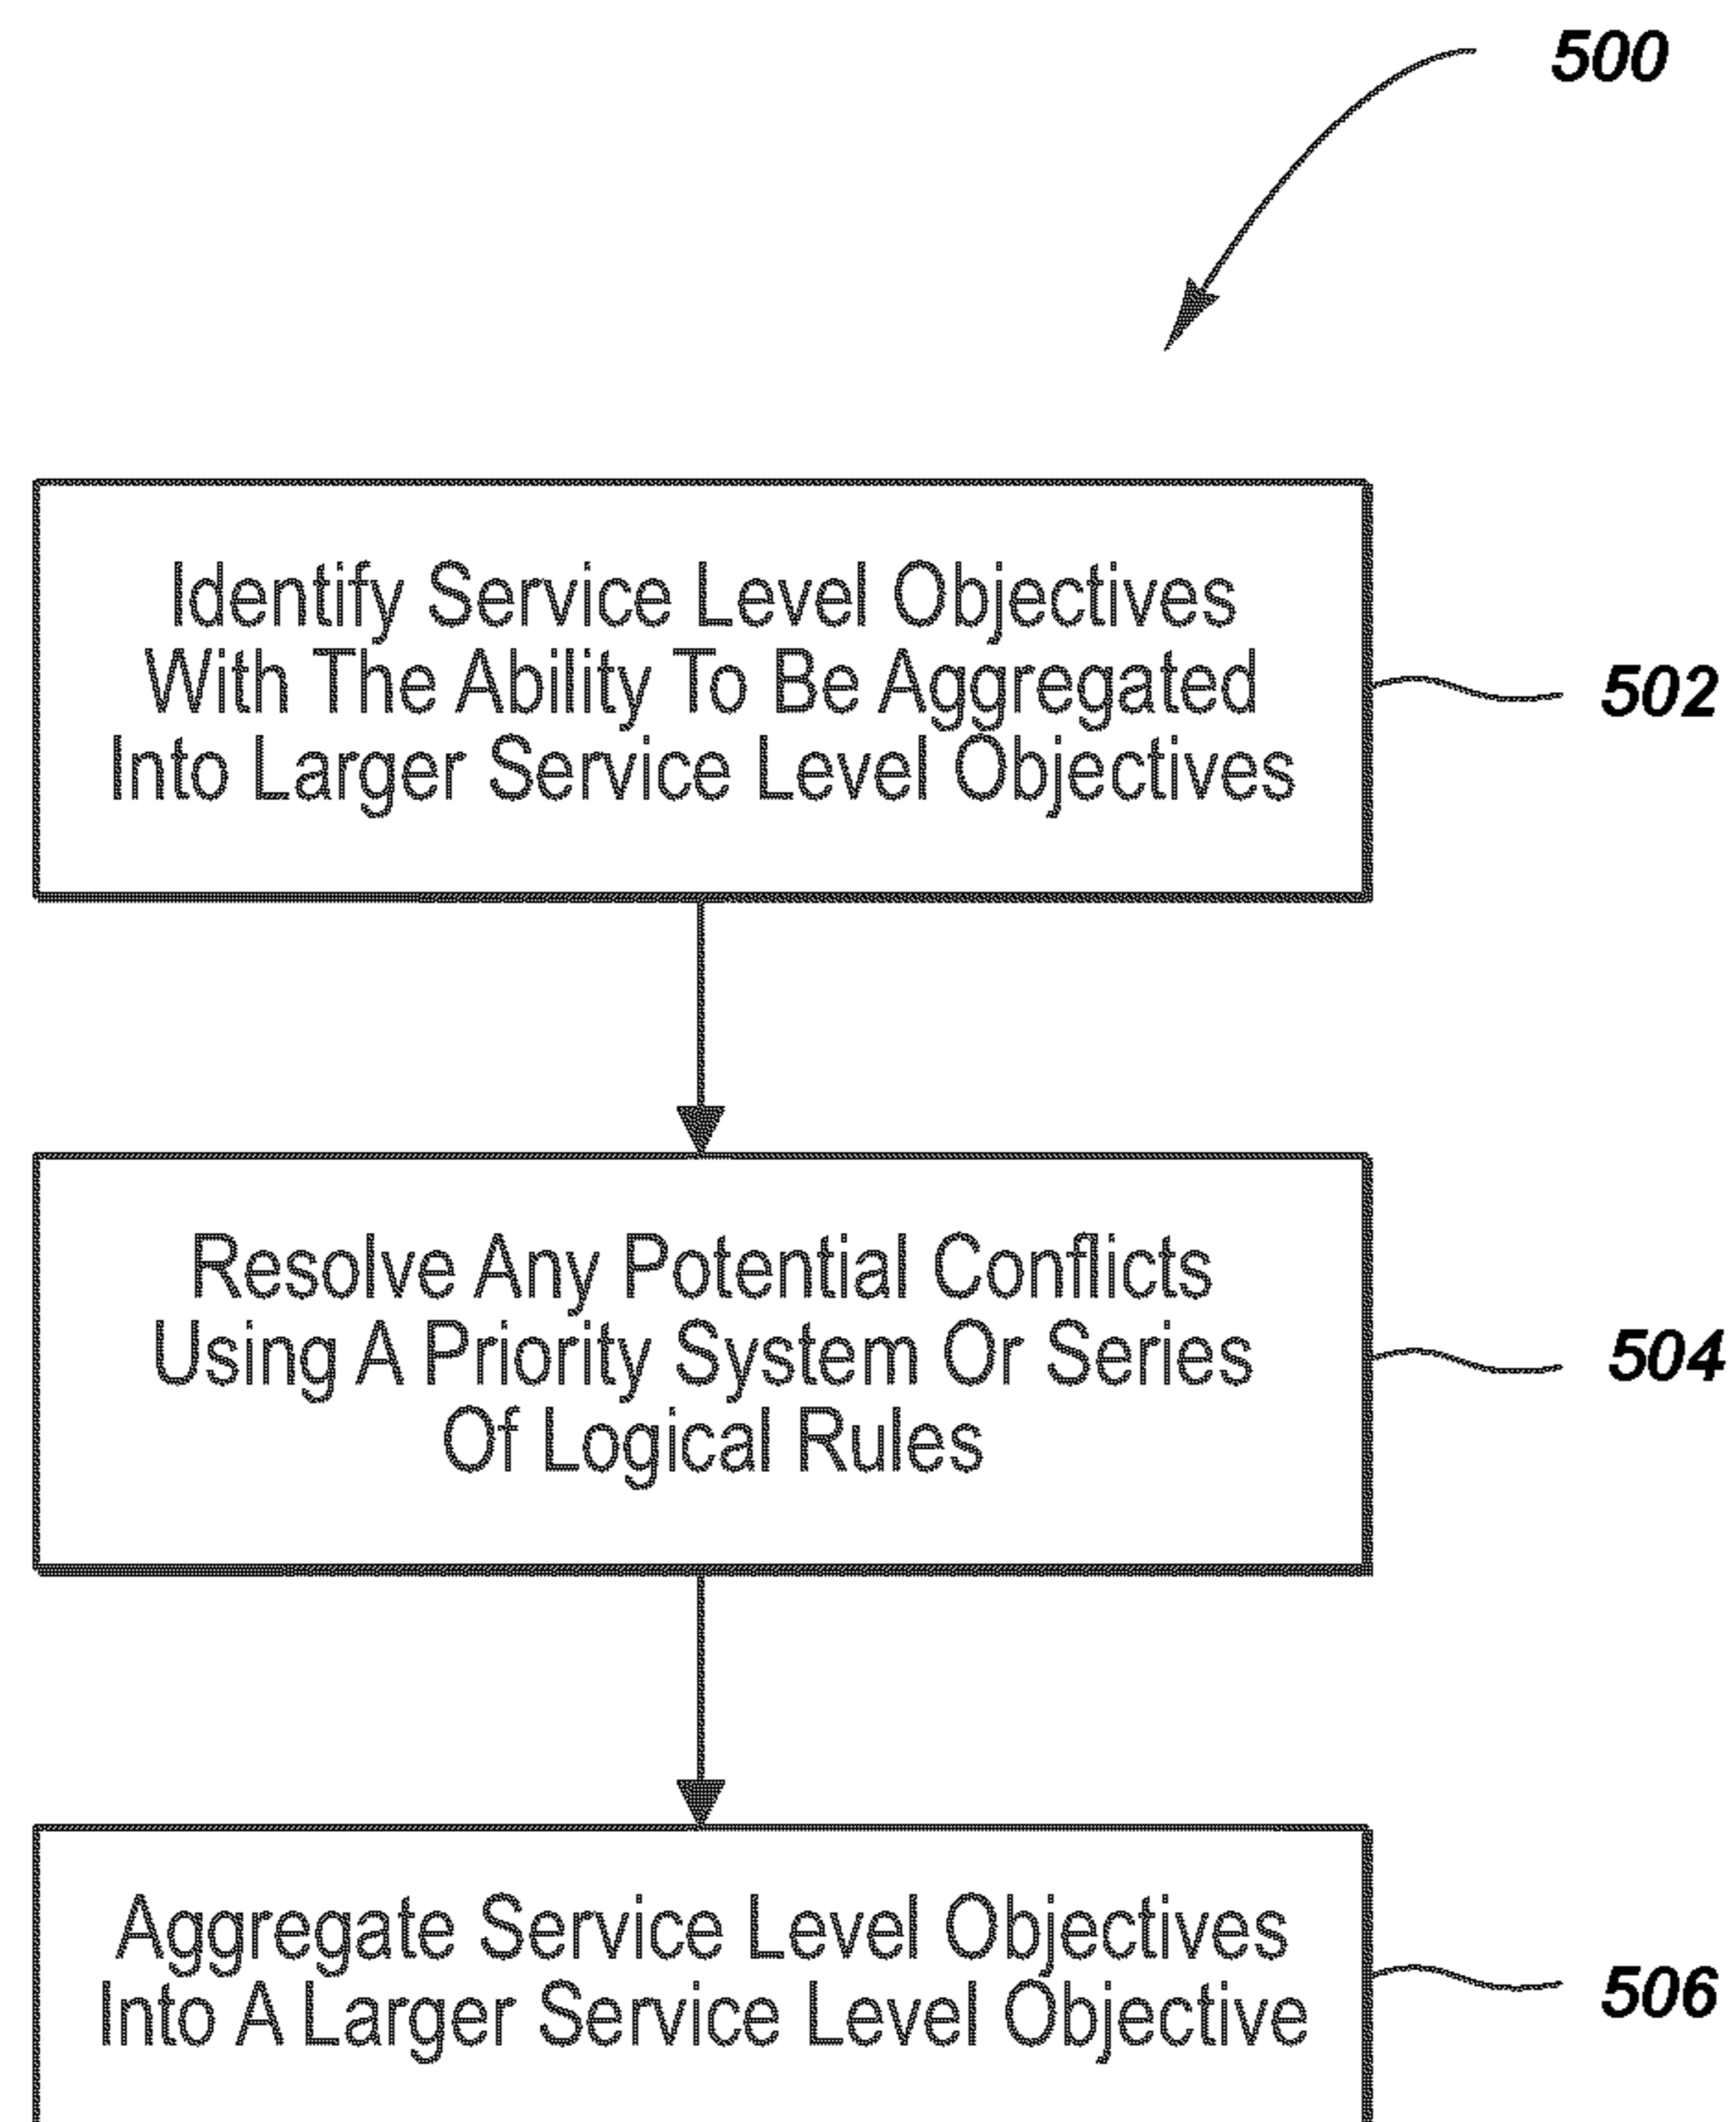 500
Identify Service Level Objectives
With The Ability To Be Aggregated
Into Larger Service Level Objectives
502
Resolve Any Potential Conflicts
Using A Priority System Or Series
Of Logical Rules
504
Aggregate Service Level Objectives
Into A Larger Service Level Objective
506